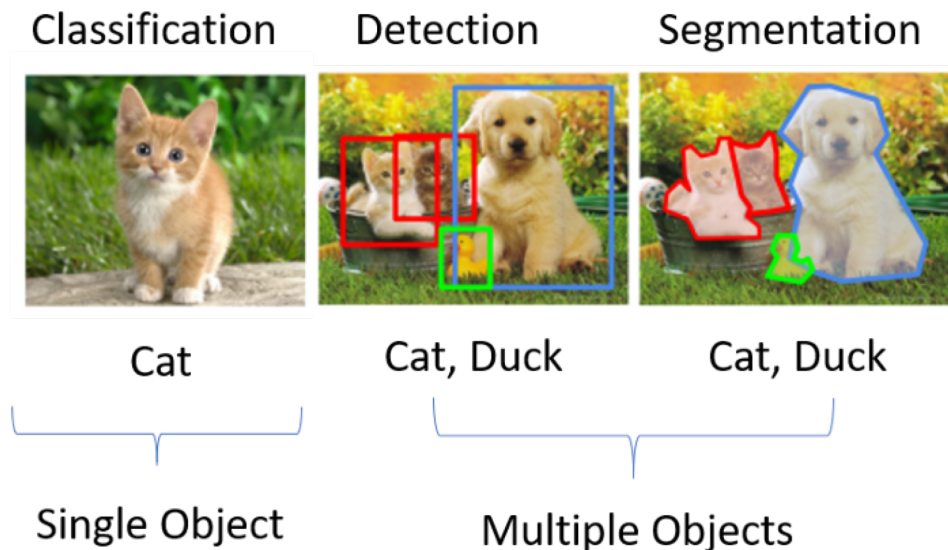 Classification
Detection
Segmentation
Cat
Cat, Duck
Cat, Duck
Single Object
Multiple Objects